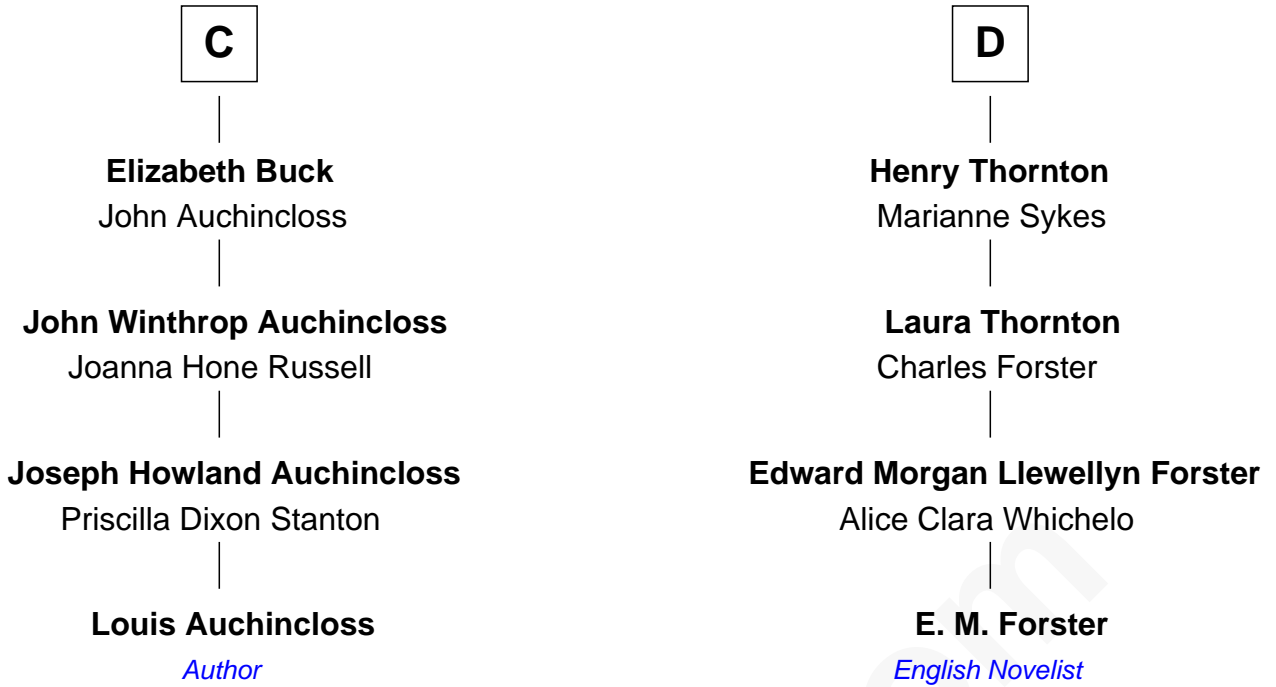 C
Elizabeth Buck
John Auchincloss
John Winthrop Auchincloss
Joanna Hone Russell
Joseph Howland Auchincloss
Priscilla Dixon Stanton
Louis Auchincloss
Author
D
Henry Thornton
Marianne Sykes
Laura Thornton
Charles Forster
Edward Morgan Llewellyn Forster
Alice Clara Whichelo
E. M. Forster
English Novelist
om